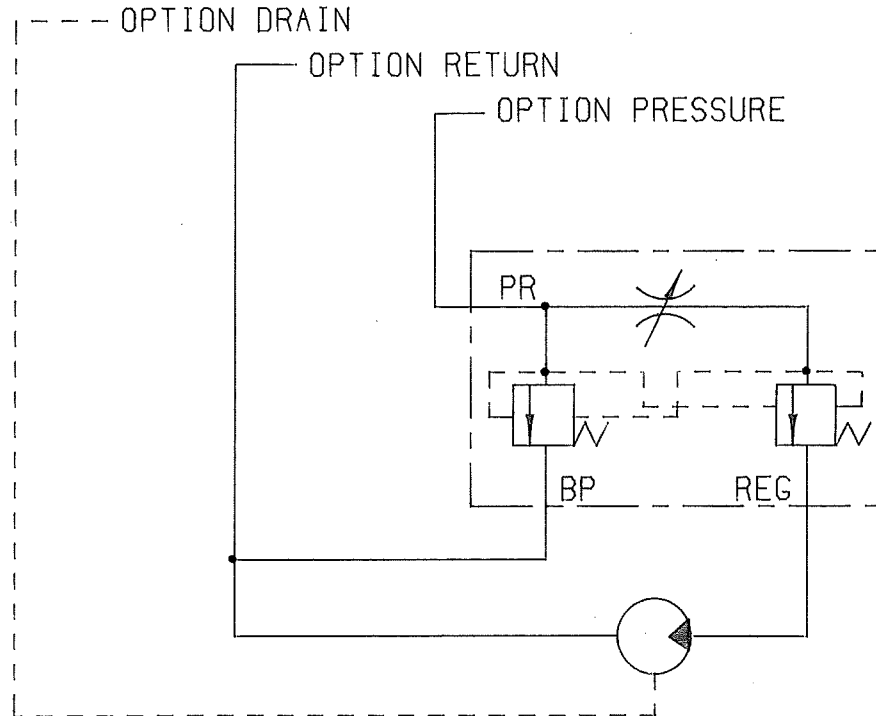 OPTION DRAIN
OPTION RETURN
OPTION PRESSURE
PR
BP
REG